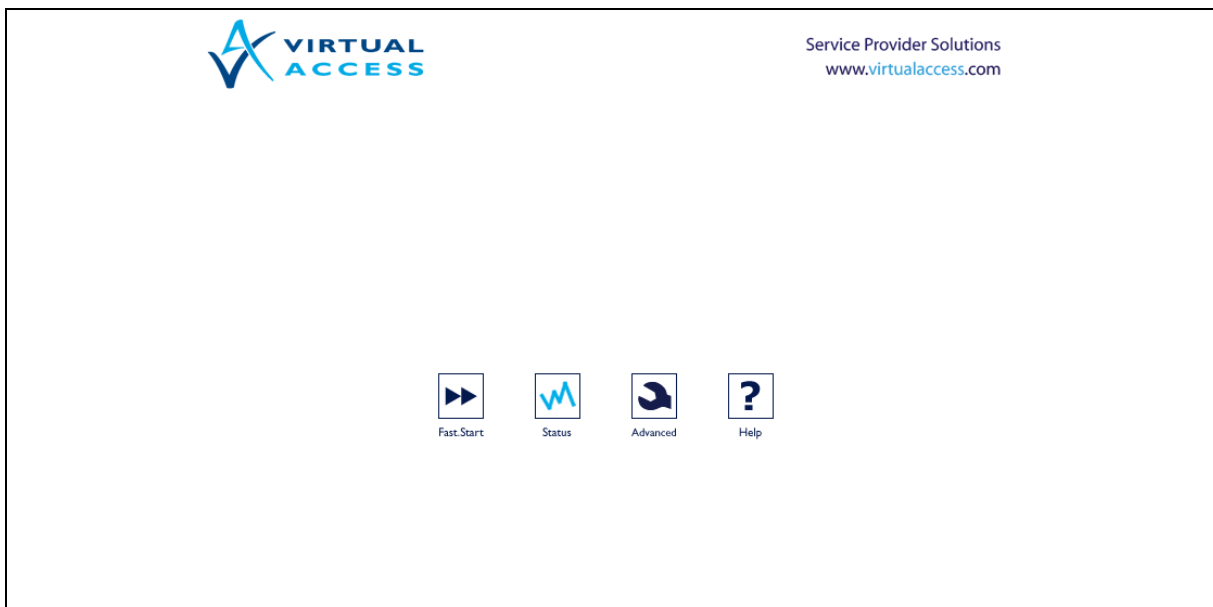 VIRTUAL
ACCESS
Service Provider Solutions
www.virtualaccess.com
?
Fast.Start
Status
Advanced
Help